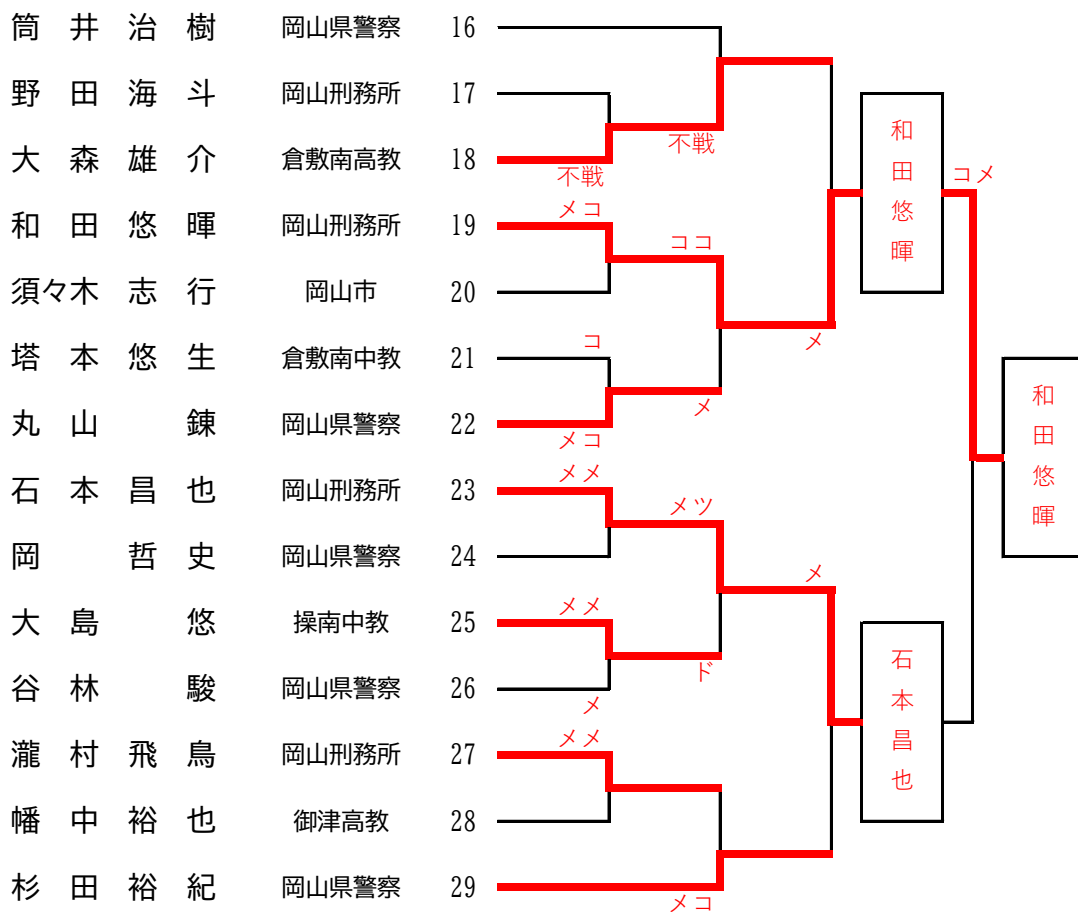 筒井治樹 岡山県警察 16
野田海斗 岡山刑務所 17
不戦
大森雄介 倉敷南高教 18
不戦
和田悠暉 岡山刑務所 19
メコ
ココ
須々木志行 岡山市 20
メ
塔本悠生 倉敷南中教 21
コ
メ
丸山錬 岡山県警察 22
メコ
石本昌也 岡山刑務所 23
メメ
メツ
岡哲史 岡山県警察 24
メ
大島悠 操南中教 25
メメ
ド
谷林駿 岡山県警察 26
メ
瀧村飛鳥 岡山刑務所 27
メメ
幡中裕也 御津高教 28
杉田裕紀 岡山県警察 29
メコ
和田悠暉
コメ
石本昌也
和田悠暉